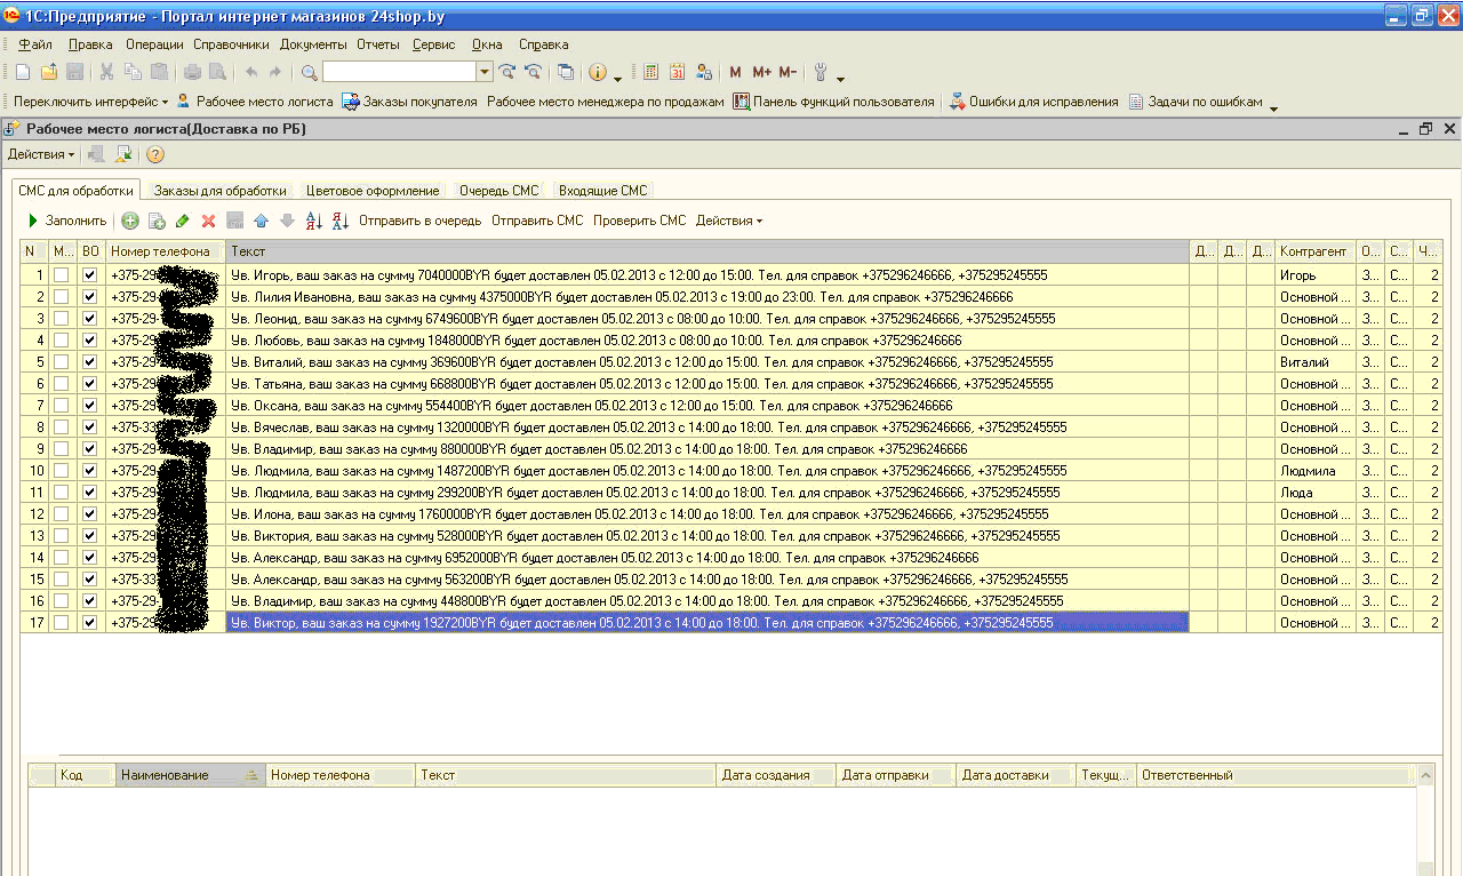 1С:Предприятие - Портал интернет магазинов 24shop.by
Файл Правка Операции Справочники Документы Отчеты Сервис Окна Справка
M M+ M-
Переключить интерфейс Рабочее место логиста Заказы покупателя Рабочее место менеджера по продажам Панель функций пользователя Ошибки для исправления Задачи по ошибкам
Рабочее место логиста(Доставка по РБ)
Действия
СМС для обработки Заказы для обработки Цветовое оформление Очередь СМС Входящие СМС
Заполнить Отправить в очередь Отправить СМС Проверить СМС Действия
N М... ВО Номер телефона Текст Д... Д... Д... Контрагент О... С... Ч...
1 +375-29 Ув. Игорь, ваш заказ на сумму 7040000BYR будет доставлен 05.02.2013 с 12:00 до 15:00. Тел. для справок +375296246666, +375295245555 Игорь З... С... 2
2 +375-29- Ув. Лилия Ивановна, ваш заказ на сумму 4375000BYR будет доставлен 05.02.2013 с 19:00 до 23:00. Тел. для справок +375296246666 Основной ... З... С... 2
3 +375-29- Ув. Леонид, ваш заказ на сумму 6749600BYR будет доставлен 05.02.2013 с 08:00 до 10:00. Тел. для справок +375296246666, +375295245555 Основной ... З... С... 2
4 +375-29 Ув. Любовь, ваш заказ на сумму 1848000BYR будет доставлен 05.02.2013 с 08:00 до 10:00. Тел. для справок +375296246666 Основной ... З... С... 2
5 +375-29 Ув. Виталий, ваш заказ на сумму 369600BYR будет доставлен 05.02.2013 с 12:00 до 15:00. Тел. для справок +375296246666, +375295245555 Виталий З... С... 2
6 +375-29 Ув. Татьяна, ваш заказ на сумму 668800BYR будет доставлен 05.02.2013 с 12:00 до 15:00. Тел. для справок +375296246666, +375295245555 Основной ... З... С... 2
7 +375-29 Ув. Оксана, ваш заказ на сумму 554400BYR будет доставлен 05.02.2013 с 12:00 до 15:00. Тел. для справок +375296246666 Основной ... З... С... 2
8 +375-33 Ув. Вячеслав, ваш заказ на сумму 1320000BYR будет доставлен 05.02.2013 с 14:00 до 18:00. Тел. для справок +375296246666, +375295245555 Основной ... З... С... 2
9 +375-29 Ув. Владимир, ваш заказ на сумму 880000BYR будет доставлен 05.02.2013 с 14:00 до 18:00. Тел. для справок +375296246666 Основной ... З... С... 2
10 +375-29 Ув. Людмила, ваш заказ на сумму 1487200BYR будет доставлен 05.02.2013 с 14:00 до 18:00. Тел. для справок +375296246666, +375295245555 Людмила З... С... 2
11 +375-29 Ув. Людмила, ваш заказ на сумму 299200BYR будет доставлен 05.02.2013 с 14:00 до 18:00. Тел. для справок +375296246666, +375295245555 Люда З... С... 2
12 +375-29 Ув. Илона, ваш заказ на сумму 1760000BYR будет доставлен 05.02.2013 с 14:00 до 18:00. Тел. для справок +375296246666, +375295245555 Основной ... З... С... 2
13 +375-29 Ув. Виктория, ваш заказ на сумму 528000BYR будет доставлен 05.02.2013 с 14:00 до 18:00. Тел. для справок +375296246666, +375295245555 Основной ... З... С... 2
14 +375-29 Ув. Александр, ваш заказ на сумму 6952000BYR будет доставлен 05.02.2013 с 14:00 до 18:00. Тел. для справок +375296246666 Основной ... З... С... 2
15 +375-33 Ув. Александр, ваш заказ на сумму 563200BYR будет доставлен 05.02.2013 с 14:00 до 18:00. Тел. для справок +375296246666, +375295245555 Основной ... З... С... 2
16 +375-29- Ув. Владимир, ваш заказ на сумму 448800BYR будет доставлен 05.02.2013 с 14:00 до 18:00. Тел. для справок +375296246666, +375295245555 Основной ... З... С... 2
17 +375-29 Ув. Виктор, ваш заказ на сумму 1927200BYR будет доставлен 05.02.2013 с 14:00 до 18:00. Тел. для справок +375296246666, +375295245555 Основной ... З... С... 2
Код Наименование Номер телефона Текст Дата создания Дата отправки Дата доставки Текущ... Ответственный